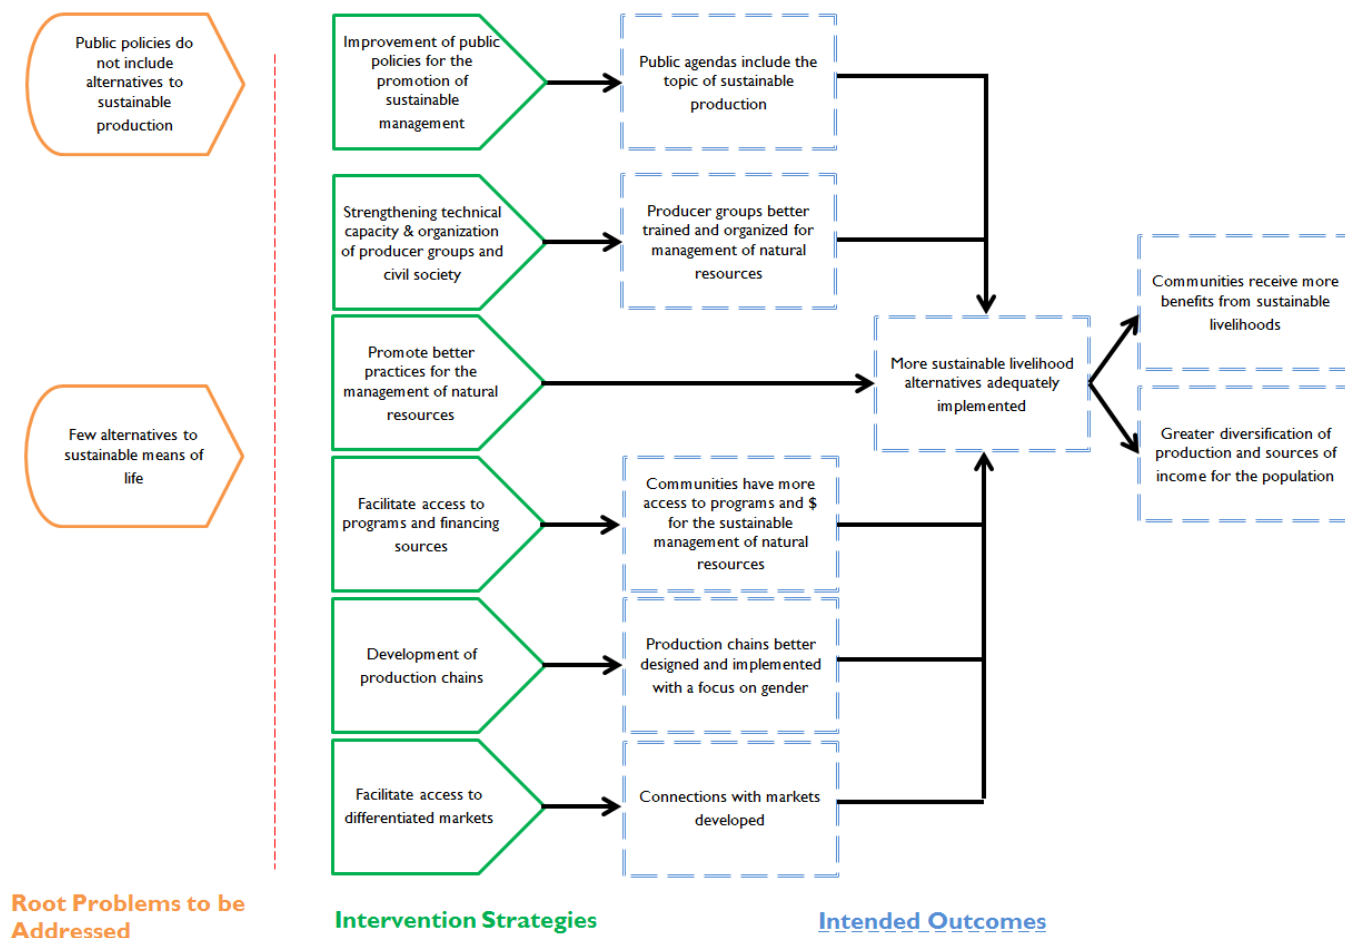 Public policies do
not include
alternatives to
sustainable
production
Improvement of public
policies for the
promotion of
sustainable
management
Public agendas include the
topic of sustainable
production
Strengthening technical
capacity & organization
of producer groups and
civil society
Producer groups better
trained and organized for
management of natural
resources
Communities receive more
benefits from sustainable
livelihoods
Promote better
practices for the
management of natural
resources
More sustainable livelihood
alternatives adequately
implemented
Few alternatives to
sustainable means of
life
Greater diversification of
production and sources of
income for the population
Facilitate access to
programs and financing
sources
Communities have more
access to programs and $
for the sustainable
management of natural
resources
Development of
production chains
Production chains better
designed and implemented
with a focus on gender
Facilitate access to
differentiated markets
Connections with markets
developed
Root Problems to be
Addressed
Intervention Strategies
Intended Outcomes